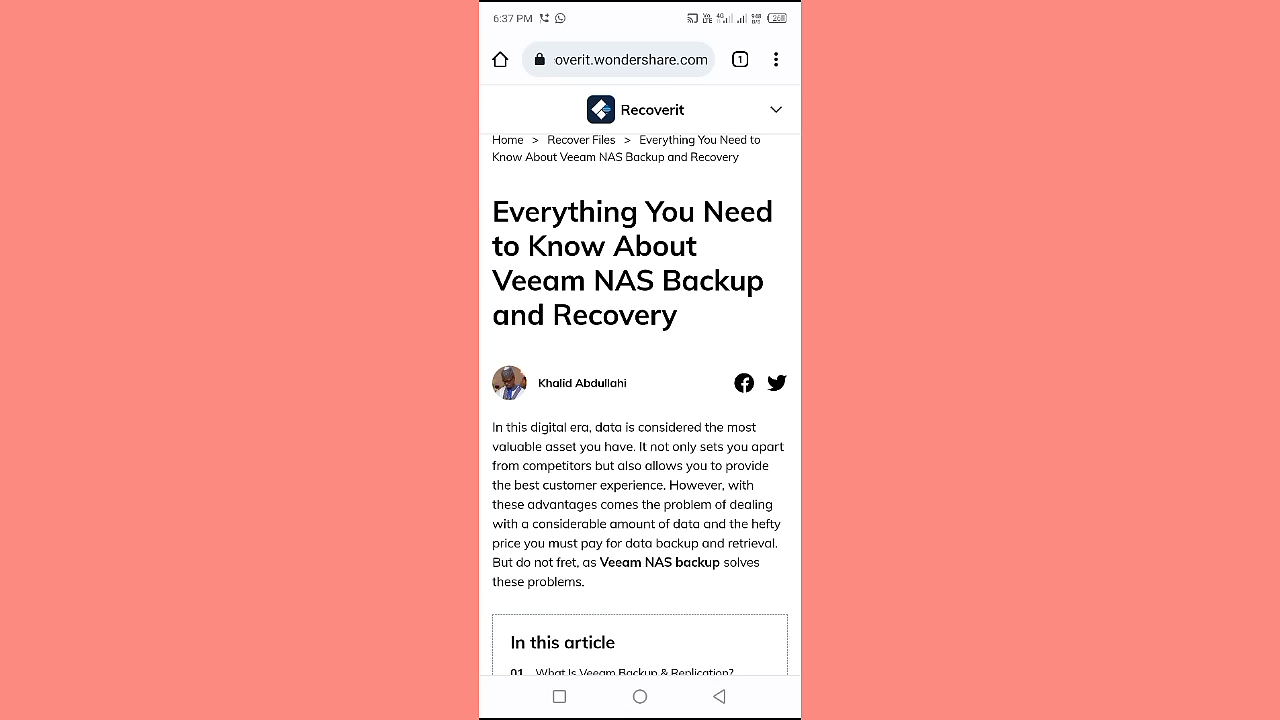 6:37 PM
26
overit.wondershare.com
1
Recoverit
Home > Recover Files > Everything You Need to
Know About Veeam NAS Backup and Recovery
Everything You Need
to Know About
Veeam NAS Backup
and Recovery
Khalid Abdullahi
In this digital era, data is considered the most
valuable asset you have. It not only sets you apart
from competitors but also allows you to provide
the best customer experience. However, with
these advantages comes the problem of dealing
with a considerable amount of data and the hefty
price you must pay for data backup and retrieval.
But do not fret, as Veeam NAS backup solves
these problems.
In this article
01 What Is Veeam Backup & Replication?